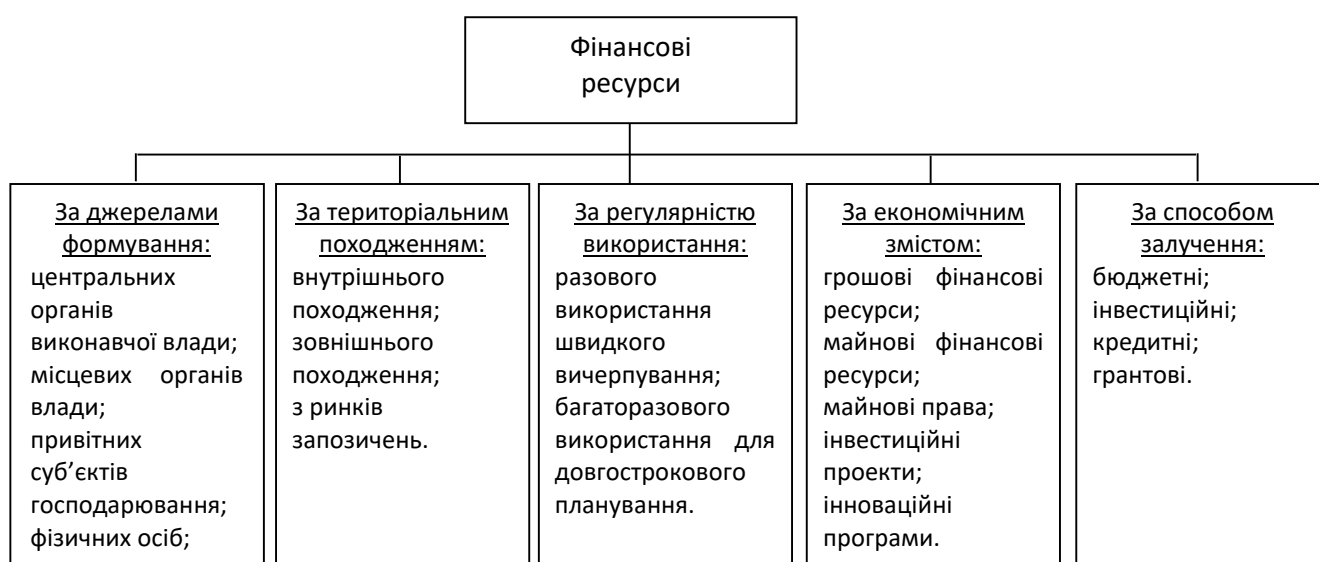 Фінансові
ресурси
За джерелами
формування:
центральних
органів
виконавчої влади;
місцевих органів
влади;
привітних
суб’єктів
господарювання;
фізичних осіб;
За територіальним
походженням:
внутрішнього
походження;
зовнішнього
походження;
з ринків
запозичень.
За регулярністю
використання:
разового
використання
швидкого
вичерпування;
багаторазового
використання для
довгострокового
планування.
За економічним
змістом:
грошові фінансові
ресурси;
майнові фінансові
ресурси;
майнові права;
інвестиційні
проекти;
інноваційні
програми.
За способом
залучення:
бюджетні;
інвестиційні;
кредитні;
грантові.